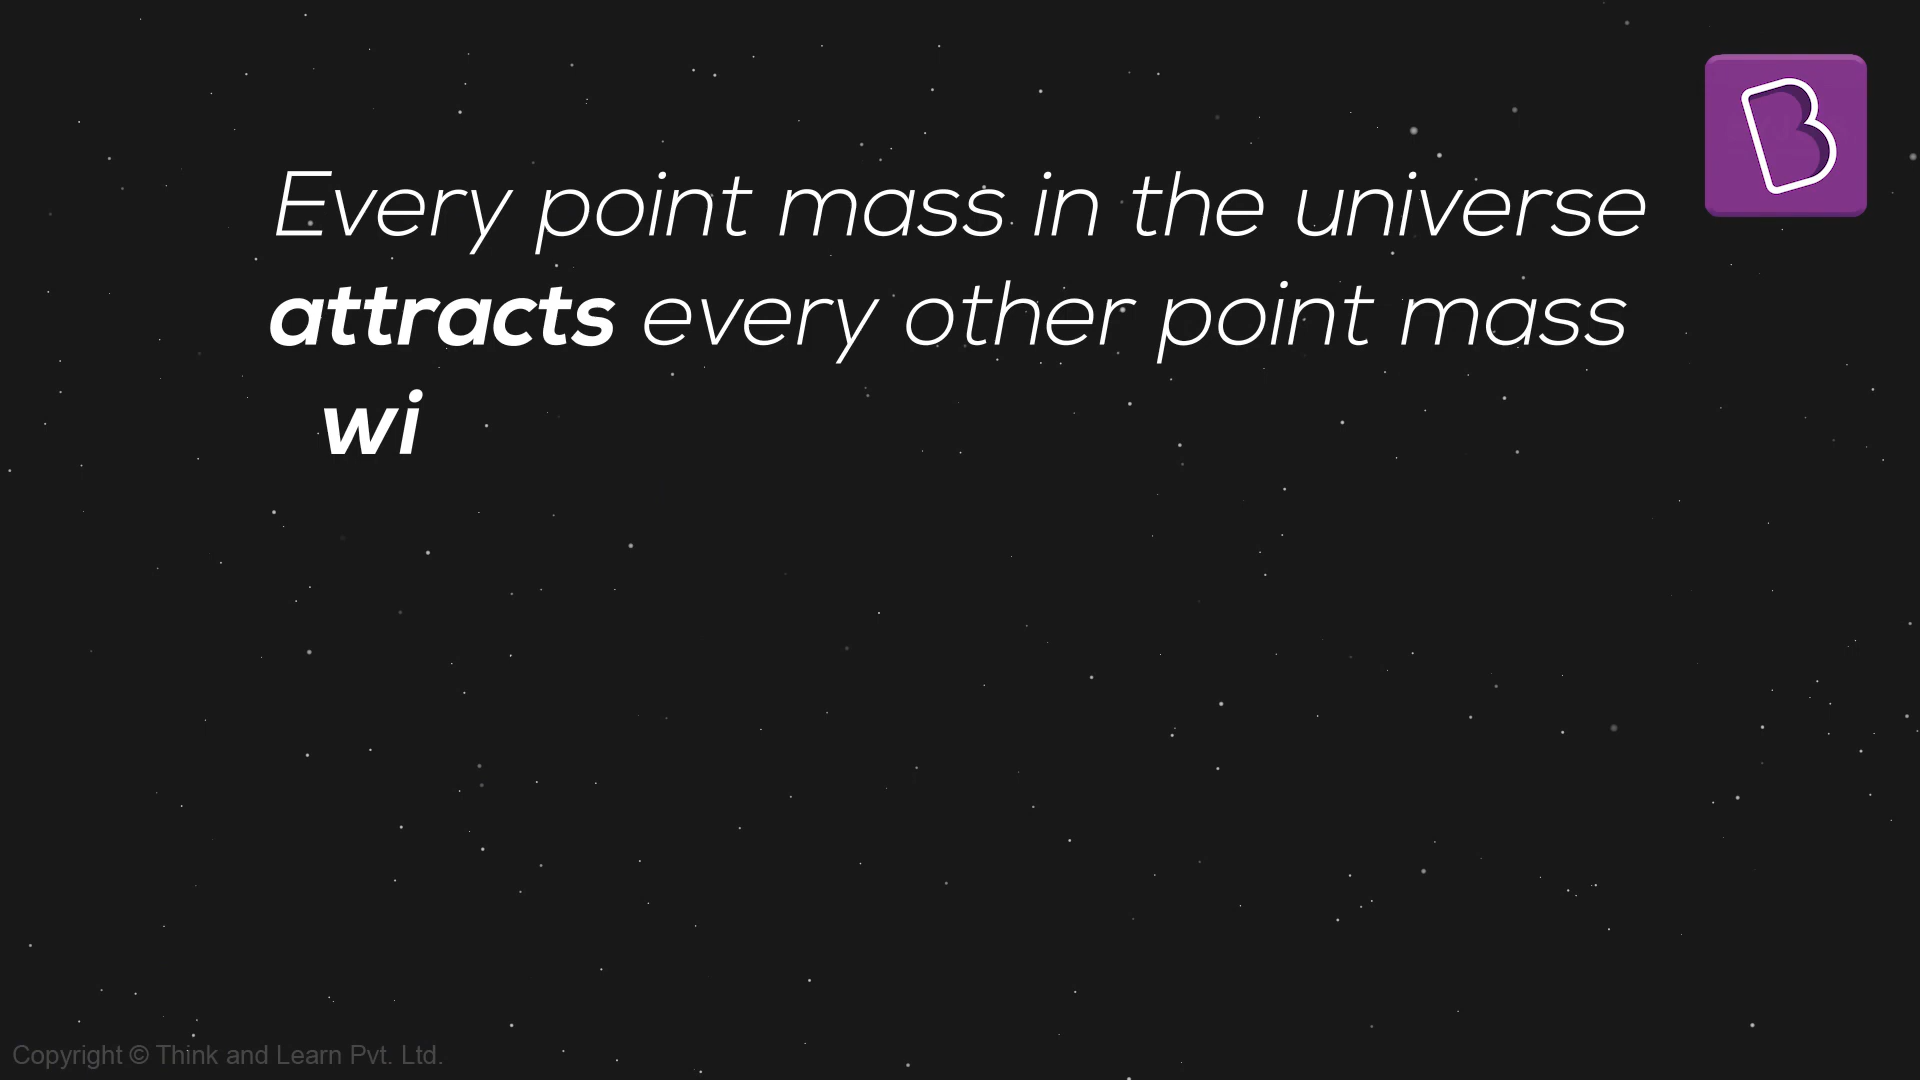 Every point mass in the universe
attracts every other point mass
wi
B
Copyright © Think and Learn Pvt. Ltd.